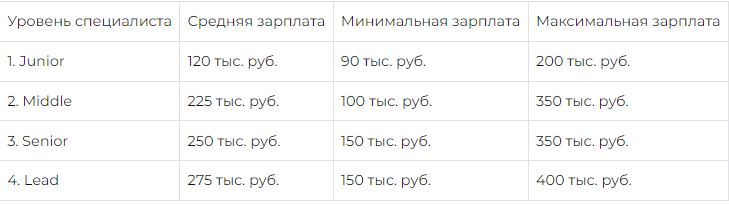 Уровень специалиста Средняя зарплата Минимальная зарплата Максимальная зарплата
1. Junior 120 тыс. руб. 90 тыс. руб. 200 тыс. руб.
2. Middle 225 тыс. руб. 100 тыс. руб. 350 тыс. руб.
3. Senior 250 тыс. руб. 150 тыс. руб. 350 тыс. руб.
4. Lead 275 тыс. руб. 150 тыс. руб. 400 тыс. руб.